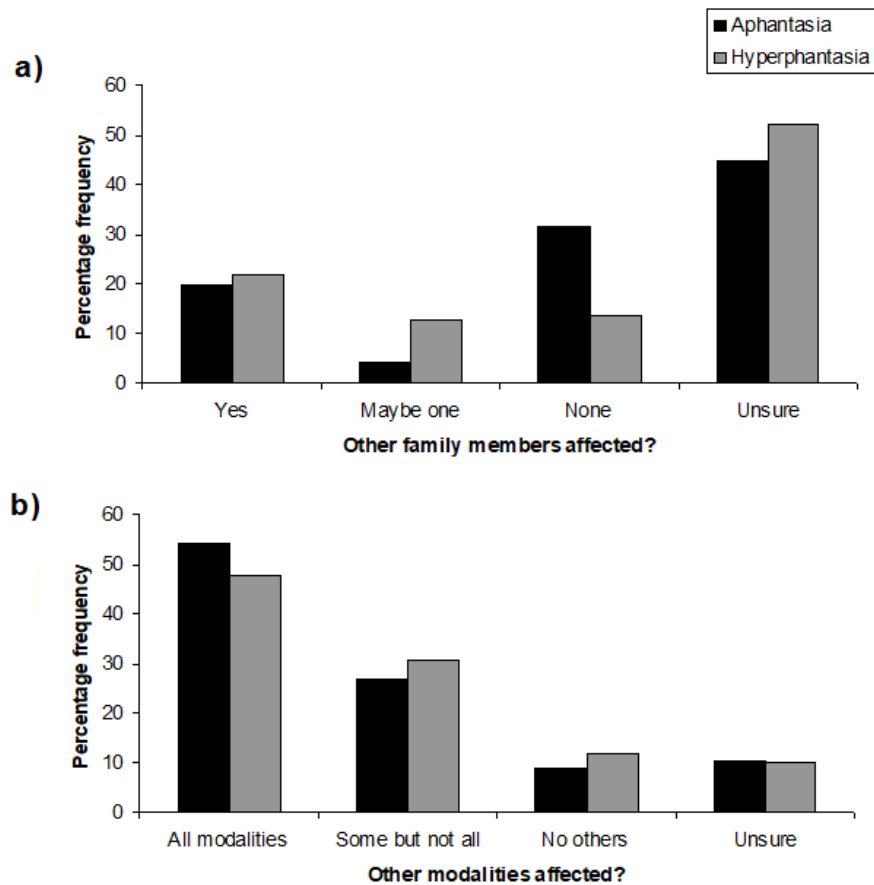 Aphantasia
Hyperphantasia
a)
Percentage frequency
60
50
40
30
20
10
0
Yes Maybe one None Unsure
Other family members affected?
b)
Percentage frequency
60
50
40
30
20
10
0
All modalities Some but not all No others Unsure
Other modalities affected?